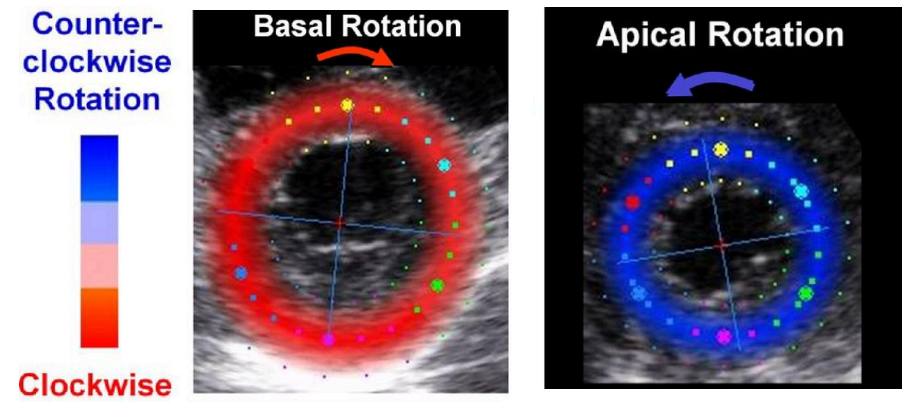 Counter-
clockwise
Rotation
Clockwise
Basal Rotation
Apical Rotation